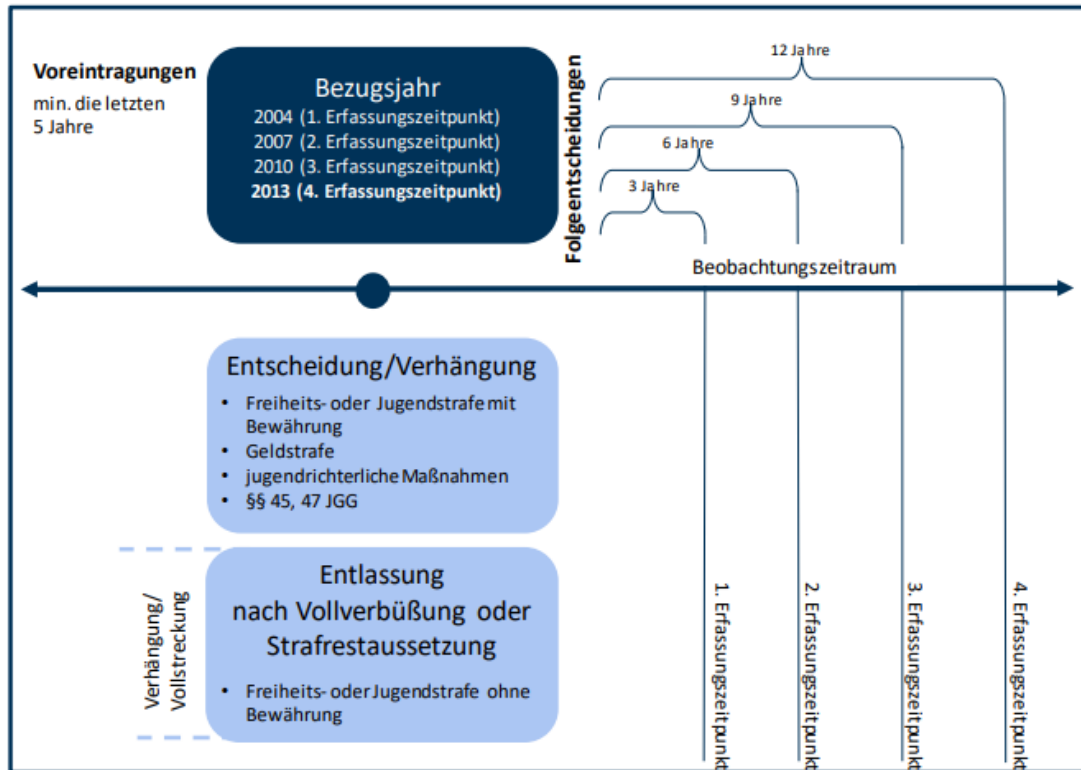 Voreintragungen
min. die letzten
5 Jahre
Bezugsjahr
2004 (1. Erfassungszeitpunkt)
2007 (2. Erfassungszeitpunkt)
2010 (3. Erfassungszeitpunkt)
2013 (4. Erfassungszeitpunkt)
Folgeentscheidungen
12 Jahre
9 Jahre
6 Jahre
3 Jahre
Beobachtungszeitraum
Entscheidung/Verhängung
• Freiheits- oder Jugendstrafe mit
Bewährung
• Geldstrafe
• jugendrichterliche Maßnahmen
• §§ 45, 47 JGG
Verhängung/
Vollstreckung
Entlassung
nach Vollverbüßung oder
Strafrestaussetzung
• Freiheits- oder Jugendstrafe ohne
Bewährung
1. Erfassungszeitpunkt
2. Erfassungszeitpunkt
3. Erfassungszeitpunkt
4. Erfassungszeitpunkt